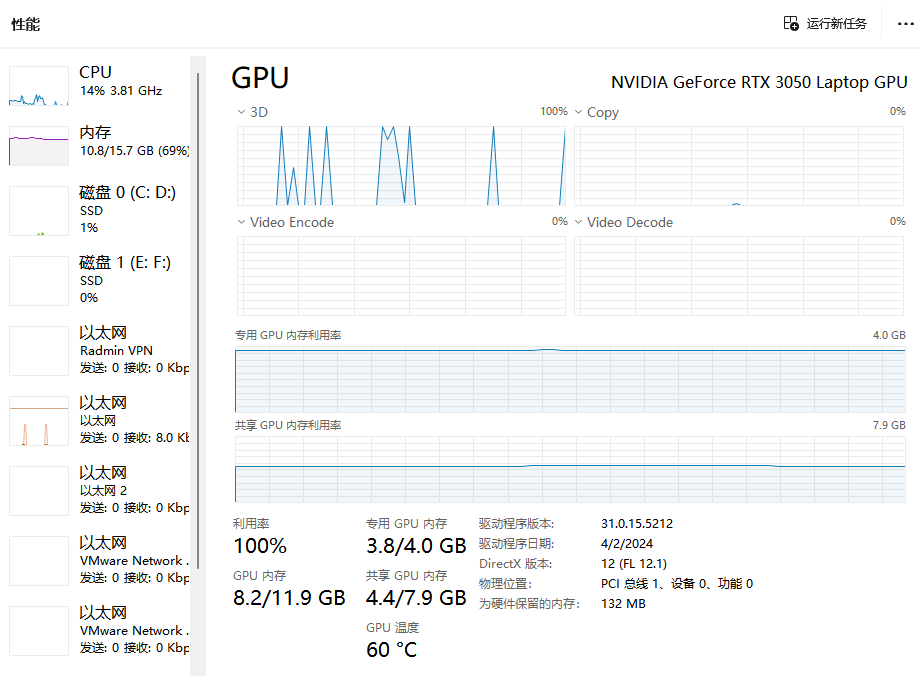 性能
运行新任务
CPU
14% 3.81 GHz
内存
10.8/15.7 GB (69%)
磁盘 0 (C: D:)
SSD
1%
磁盘 1 (E: F:)
SSD
0%
以太网
Radmin VPN
发送: 0 接收: 0 Kbp
以太网
以太网
发送: 0 接收: 8.0 Kb
以太网
以太网 2
发送: 0 接收: 0 Kbp
以太网
VMware Network .
发送: 0 接收: 0 Kbp
以太网
VMware Network .
发送: 0 接收: 0 Kbp
GPU
NVIDIA GeForce RTX 3050 Laptop GPU
3D 100%
Copy 0%
Video Encode 0%
Video Decode 0%
专用 GPU 内存利用率 4.0 GB
共享 GPU 内存利用率 7.9 GB
利用率
100%
GPU 内存
8.2/11.9 GB
专用 GPU 内存
3.8/4.0 GB
共享 GPU 内存
4.4/7.9 GB
GPU 温度
60 °C
驱动程序版本: 31.0.15.5212
驱动程序日期: 4/2/2024
DirectX 版本: 12 (FL 12.1)
物理位置: PCI 总线 1、设备 0、功能 0
为硬件保留的内存: 132 MB